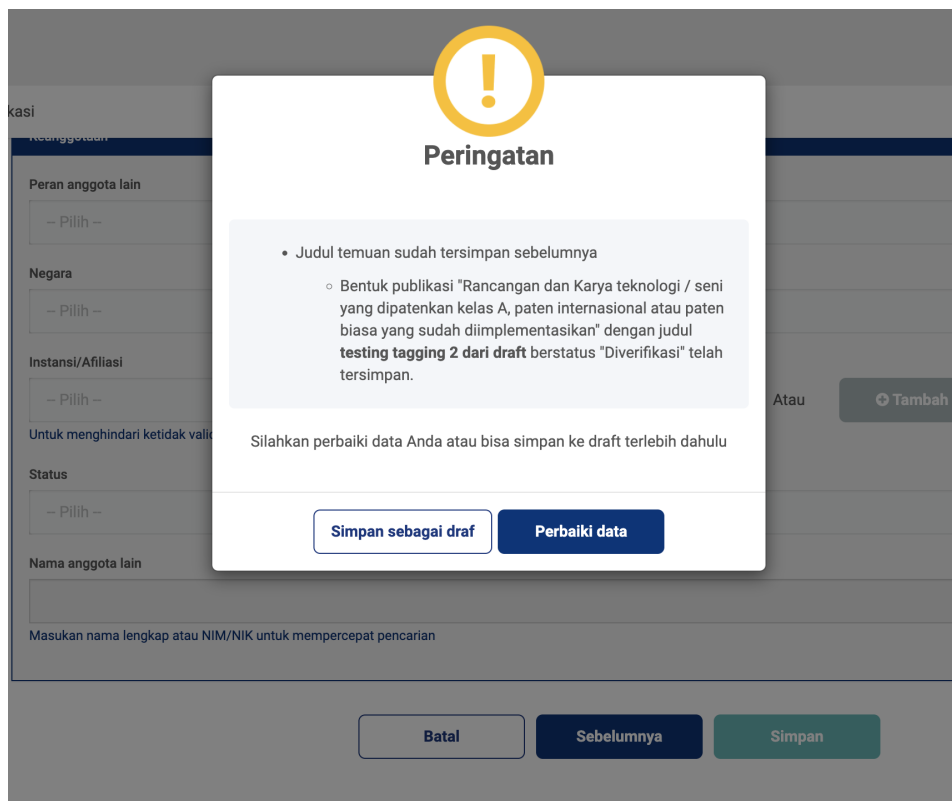 kasi
Keanggotaan
Peringatan
Peran anggota lain
-- Pilih --
Negara
-- Pilih --
Instansi/Afiliasi
-- Pilih --
Atau
Tambah
Untuk menghindari ketidak valid
Status
-- Pilih --
Nama anggota lain
Masukan nama lengkap atau NIM/NIK untuk mempercepat pencarian
• Judul temuan sudah tersimpan sebelumnya
○ Bentuk publikasi "Rancangan dan Karya teknologi / seni
yang dipatenkan kelas A, paten internasional atau paten
biasa yang sudah diimplementasikan" dengan judul
testing tagging 2 dari draft berstatus "Diverifikasi" telah
tersimpan.
Silahkan perbaiki data Anda atau bisa simpan ke draft terlebih dahulu
Simpan sebagai draf
Perbaiki data
Batal
Sebelumnya
Simpan